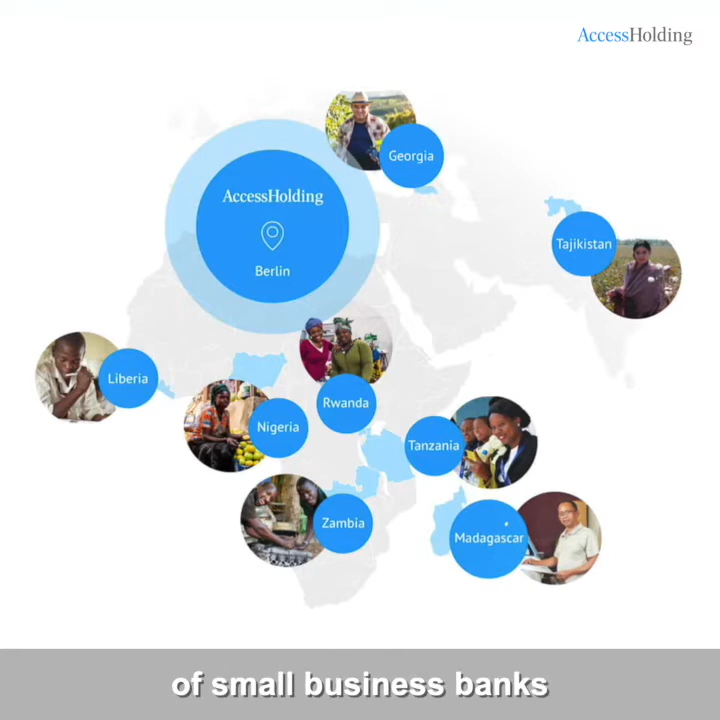 AccessHolding
Georgia
AccessHolding
Berlin
Tajikistan
Liberia
Rwanda
Nigeria
Tanzania
Zambia
Madagascar
of small business banks